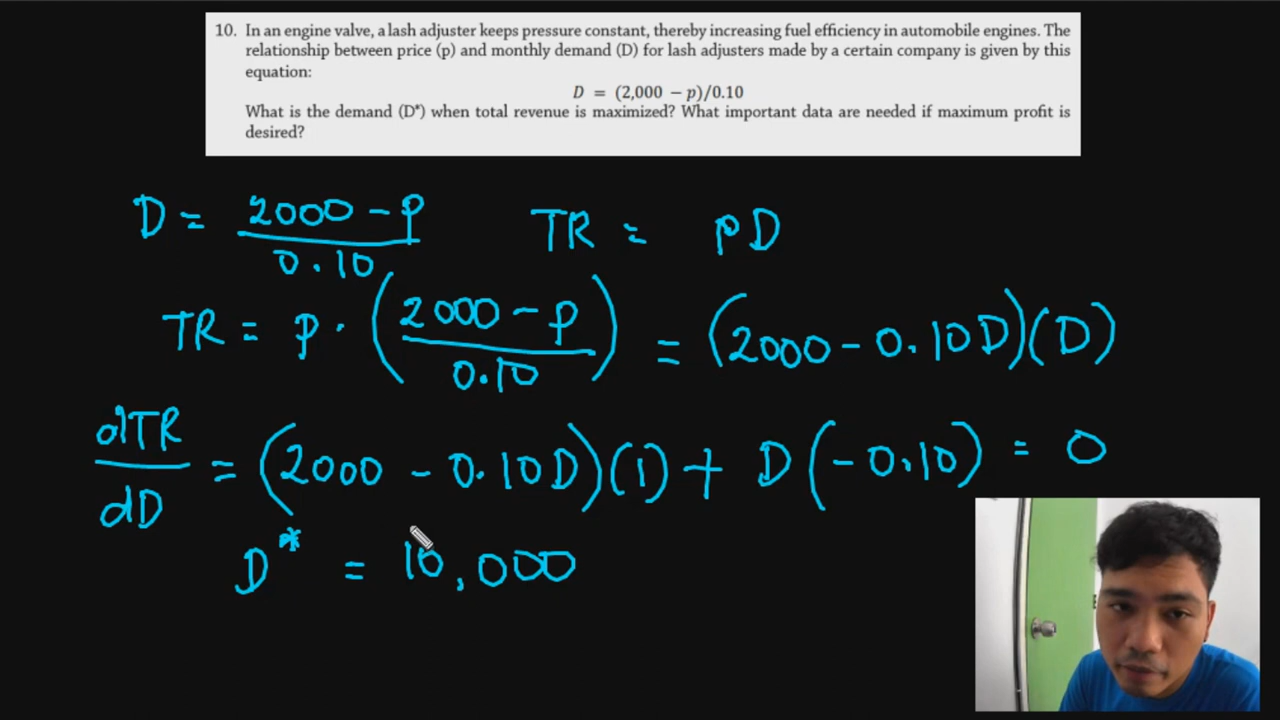 10. In an engine valve, a lash adjuster keeps pressure constant, thereby increasing fuel efficiency in automobile engines. The
relationship between price (p) and monthly demand (D) for lash adjusters made by a certain company is given by this
equation:
D = (2,000 − p)/0.10
What is the demand (D*) when total revenue is maximized? What important data are needed if maximum profit is
desired?
D = (2000 - p)/0.10 TR = pD
TR = p · ((2000 - p)/0.10) = (2000 - 0.10D)(D)
dTR/dD = (2000 - 0.10D)(1) + D(-0.10) = 0
D* = 10,000